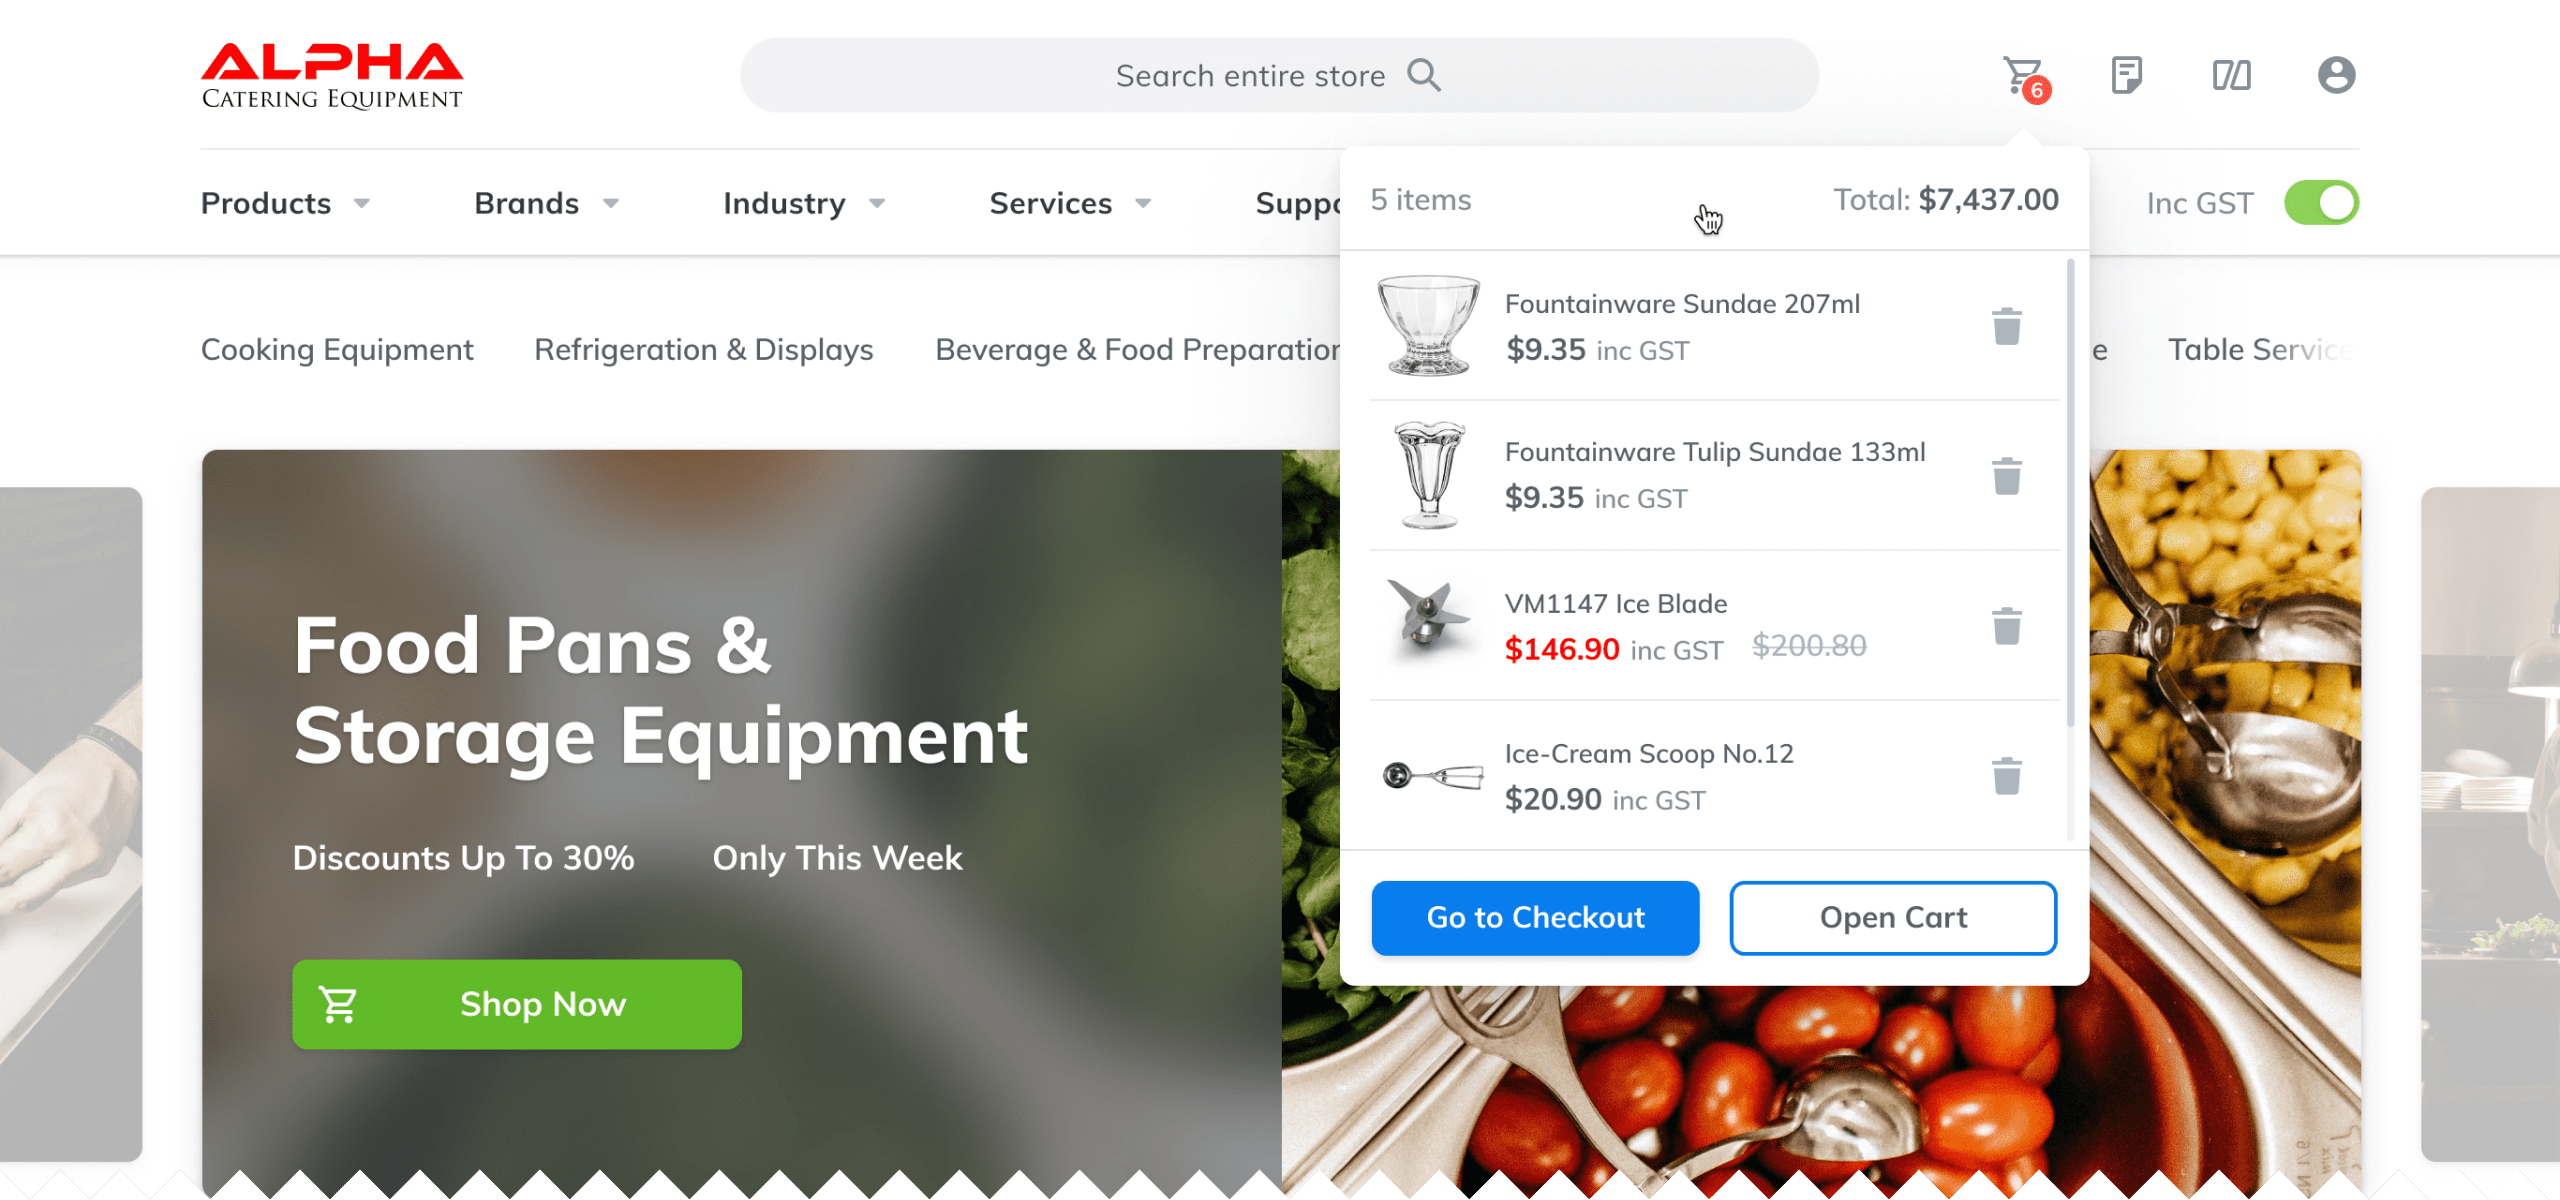 ALPHA
CATERING EQUIPMENT
Search entire store
6
Products
Brands
Industry
Services
Suppo
Inc GST
5 items
Total: $7,437.00
Cooking Equipment
Refrigeration & Displays
Beverage & Food Preparation
e
Table Service
Fountainware Sundae 207ml
$9.35 inc GST
Fountainware Tulip Sundae 133ml
$9.35 inc GST
VM1147 Ice Blade
$146.90 inc GST $200.80
Ice-Cream Scoop No.12
$20.90 inc GST
Go to Checkout
Open Cart
Food Pans &
Storage Equipment
Discounts Up To 30%
Only This Week
Shop Now